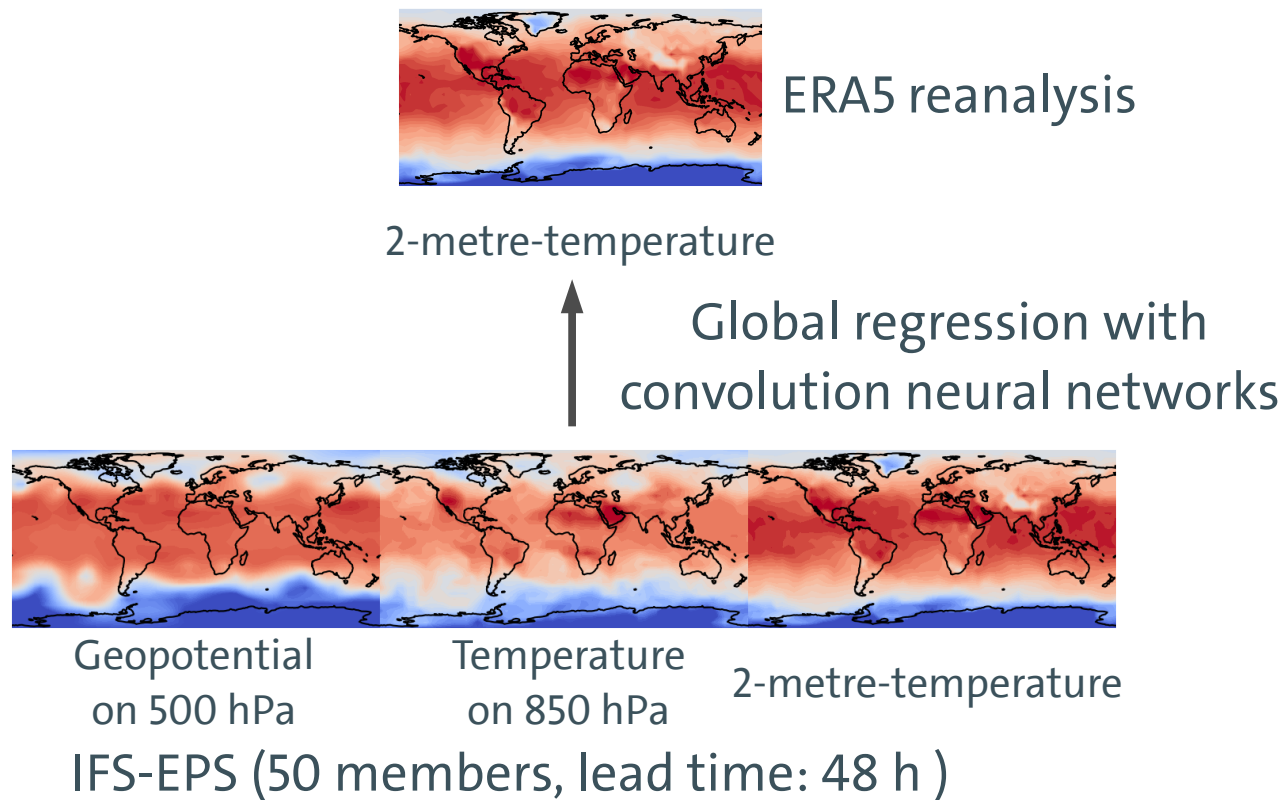 ERA5 reanalysis
2-metre-temperature
Global regression with
convolution neural networks
Geopotential
on 500 hPa
Temperature
on 850 hPa
2-metre-temperature
IFS-EPS (50 members, lead time: 48 h )